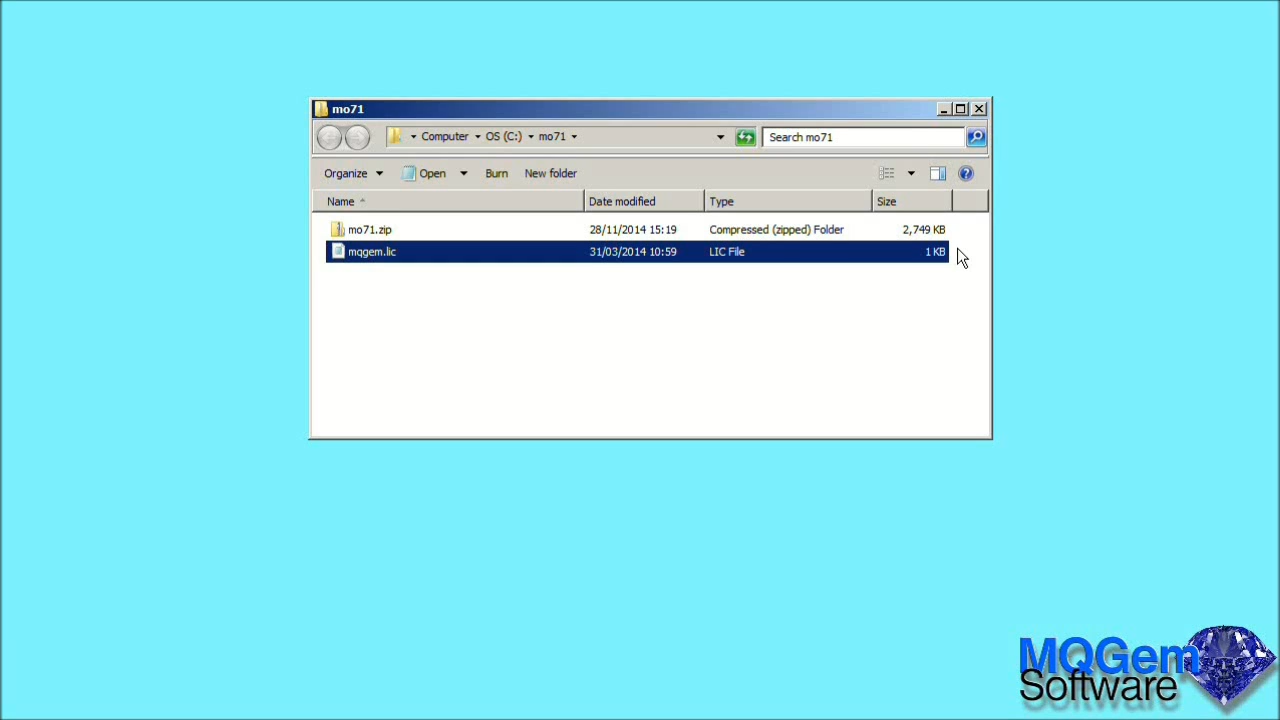 mo71
Computer OS (C:) mo71 Search mo71
Organize Open Burn New folder
Name Date modified Type Size
mo71.zip 28/11/2014 15:19 Compressed (zipped) Folder 2,749 KB
mqgem.lic 31/03/2014 10:59 LIC File 1 KB
MQGem
Software